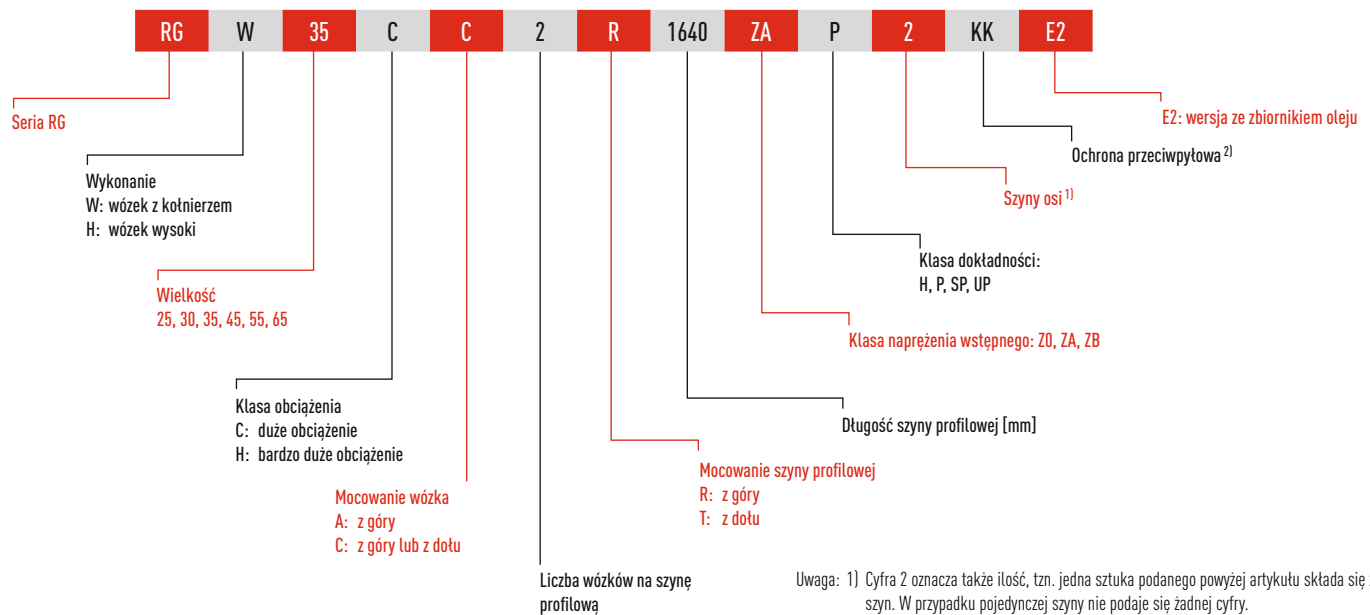 RG W 35 C C 2 R 1640 ZA P 2 KK E2
Seria RG
E2: wersja ze zbiornikiem oleju
Ochrona przeciwpyłowa 2)
Wykonanie
W: wózek z kołnierzem
H: wózek wysoki
Szyny osi 1)
Klasa dokładności:
H, P, SP, UP
Wielkość
25, 30, 35, 45, 55, 65
Klasa naprężenia wstępnego: Z0, ZA, ZB
Klasa obciążenia
C: duże obciążenie
H: bardzo duże obciążenie
Długość szyny profilowej [mm]
Mocowanie szyny profilowej
R: z góry
T: z dołu
Mocowanie wózka
A: z góry
C: z góry lub z dołu
Liczba wózków na szynę
profilową
Uwaga: 1) Cyfra 2 oznacza także ilość, tzn. jedna sztuka podanego powyżej artykułu składa się
szyn. W przypadku pojedynczej szyny nie podaje się żadnej cyfry.